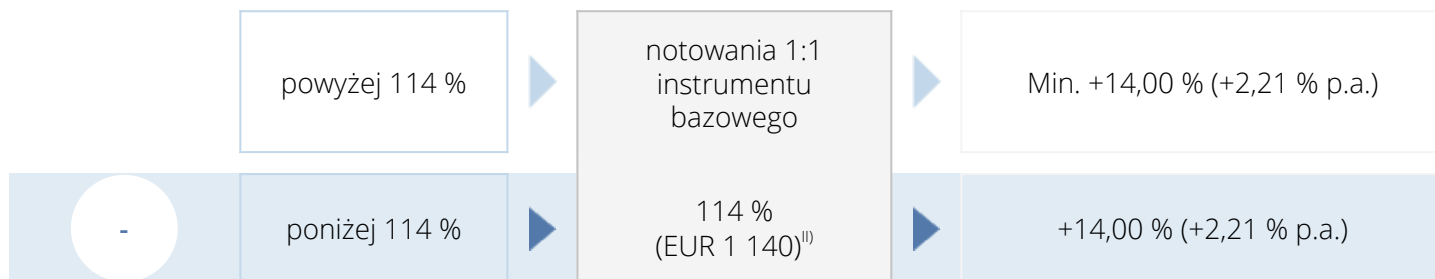 powyżej 114 %
notowania 1:1
instrumentu
bazowego
Min. +14,00 % (+2,21 % p.a.)
-
poniżej 114 %
114 %
(EUR 1 140)II)
+14,00 % (+2,21 % p.a.)